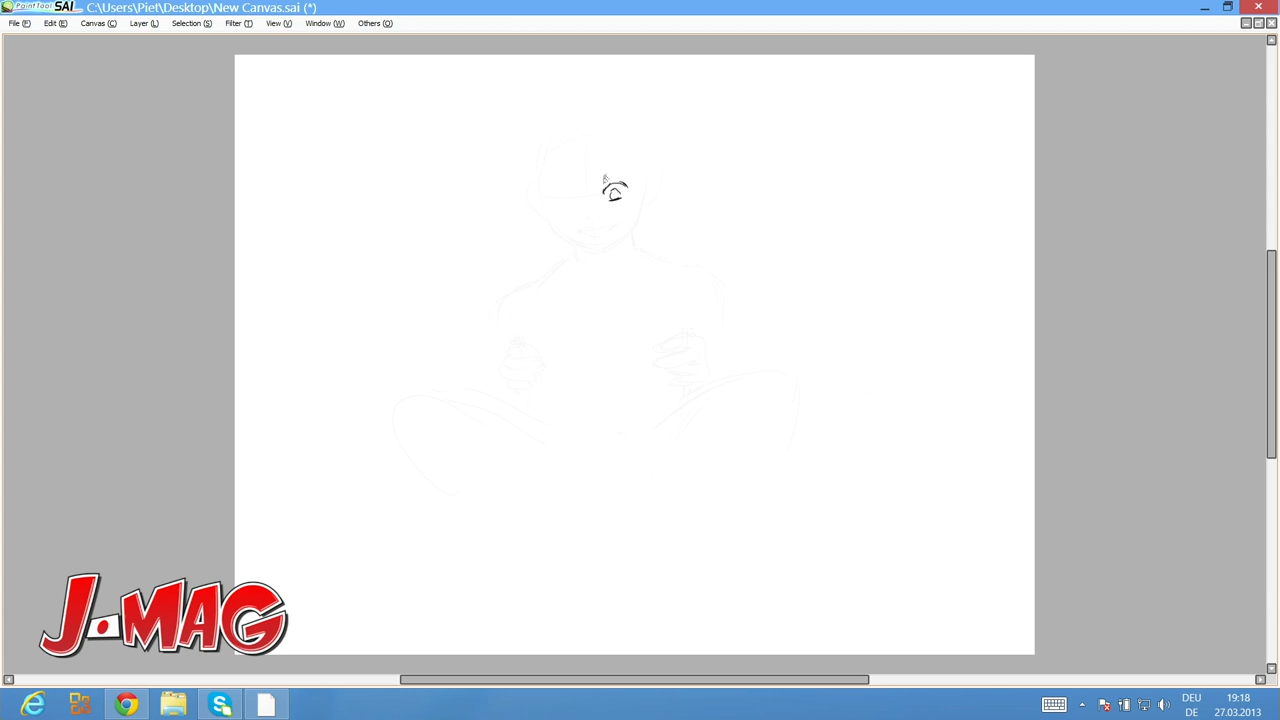 PaintTool SAI C:\Users\Piet\Desktop\New Canvas.sai (*)
File (F) Edit (E) Canvas (C) Layer (L) Selection (S) Filter (T) View (V) Window (W) Others (O)
J-MAG
DEU 19:18
DE 27.03.2013